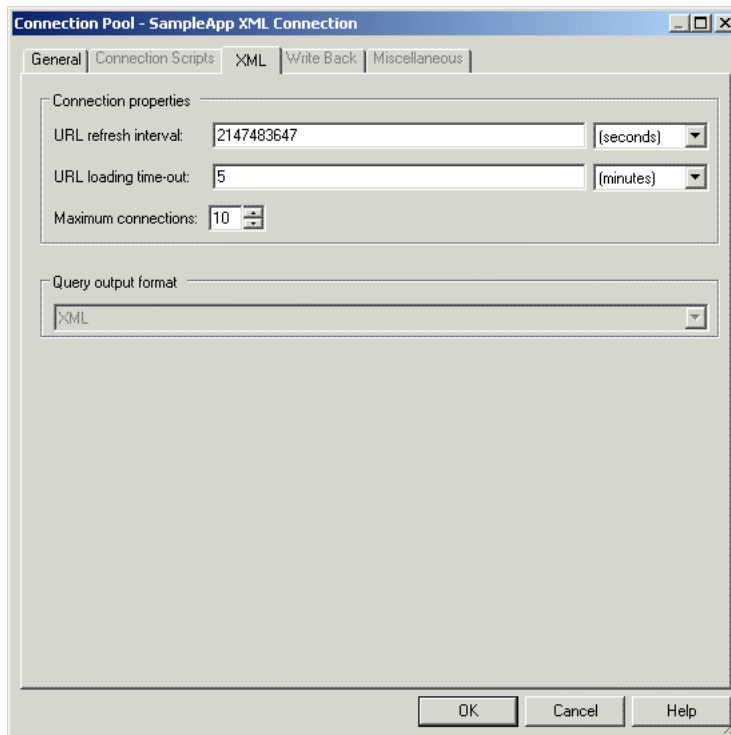 Connection Pool - SampleApp XML Connection
General Connection Scripts XML Write Back Miscellaneous
Connection properties
URL refresh interval: 2147483647 (seconds)
URL loading time-out: 5 (minutes)
Maximum connections: 10
Query output format
XML
OK Cancel Help